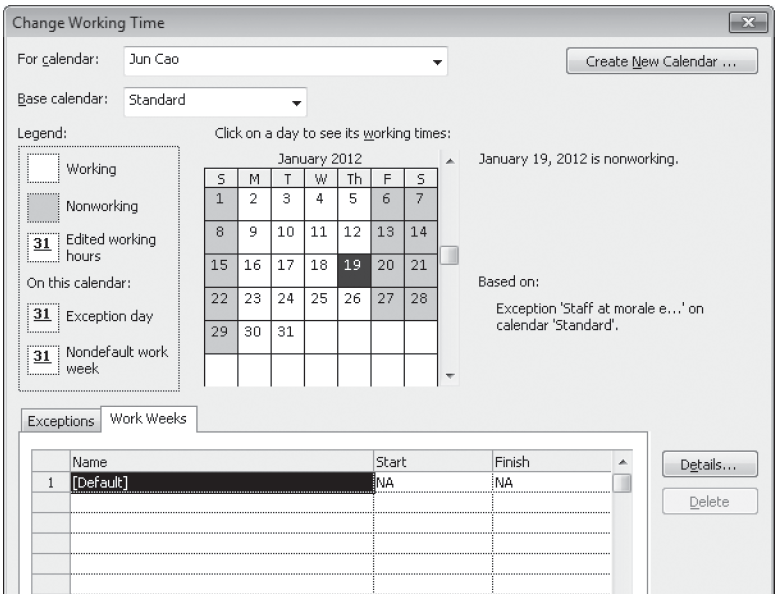 Change Working Time
For calendar: Jun Cao
Create New Calendar ...
Base calendar: Standard
Legend:
Working
Nonworking
31 Edited working
hours
On this calendar:
31 Exception day
31 Nondefault work
week
Click on a day to see its working times:
January 2012
S M T W Th F S
1 2 3 4 5 6 7
8 9 10 11 12 13 14
15 16 17 18 19 20 21
22 23 24 25 26 27 28
29 30 31
January 19, 2012 is nonworking.
Based on:
Exception 'Staff at morale e...' on
calendar 'Standard'.
Exceptions Work Weeks
Name Start Finish
1 [Default] NA NA
Details...
Delete